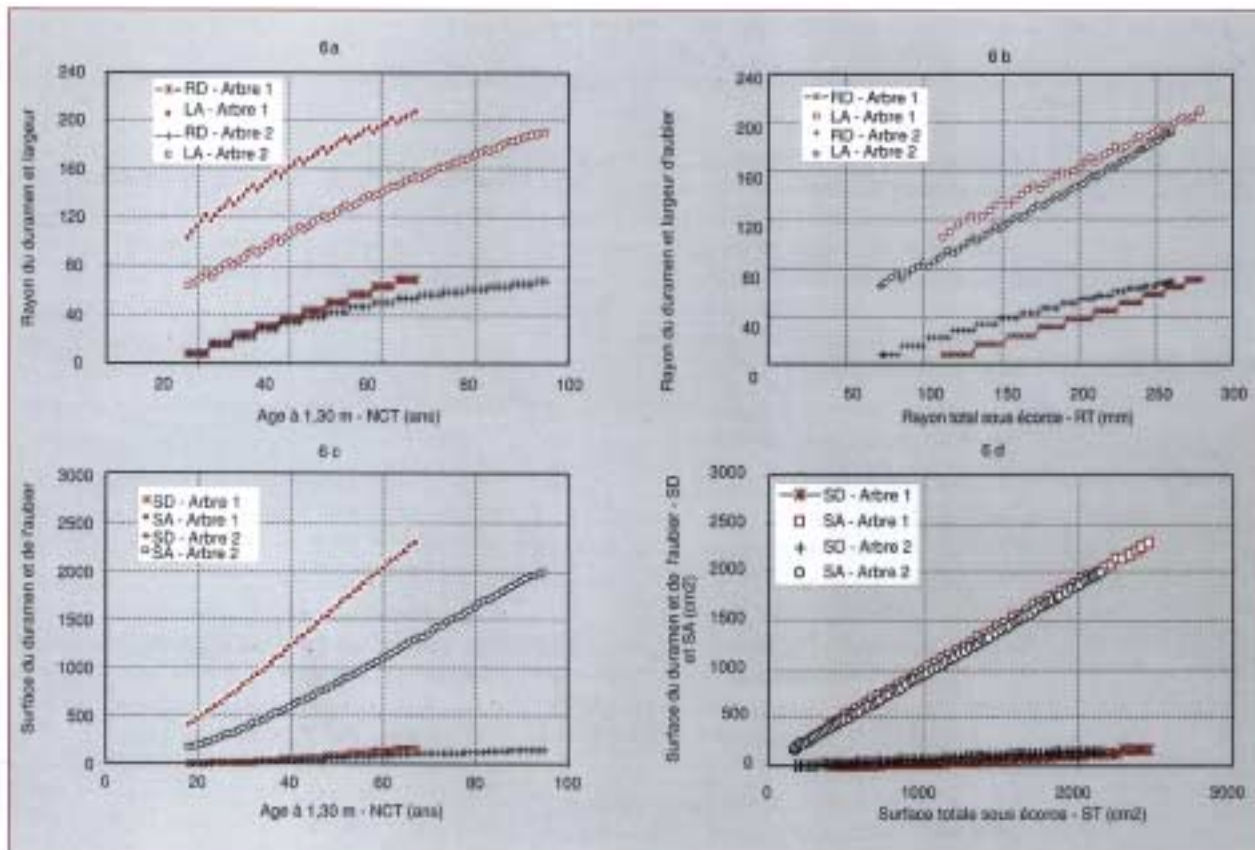 6a
240
200
160
120
80
40
0
Rayon du duramen et largeur
RD - Arbre 1
LA - Arbre 1
RD - Arbre 2
LA - Arbre 2
20
40
60
80
100
Age à 1,30 m - NCT (ans)
6 b
240
200
160
120
80
40
0
Rayon du duramen et largeur d'aubier
RD - Arbre 1
LA - Arbre 1
RD - Arbre 2
LA - Arbre 2
50
100
150
200
250
300
Rayon total sous écorce - RT (mm)
6 c
3000
2500
2000
1500
1000
500
0
Surface du duramen et de l'aubier
SD - Arbre 1
SA - Arbre 1
SD - Arbre 2
SA - Arbre 2
0
20
40
60
80
100
Age à 1,30 m - NCT (ans)
6 d
3000
2500
2000
1500
1000
500
0
Surface du duramen et de l'aubier - SD
et SA (cm2)
SD - Arbre 1
SA - Arbre 1
SD - Arbre 2
SA - Arbre 2
0
1000
2000
3000
Surface totale sous écorce - ST (cm2)